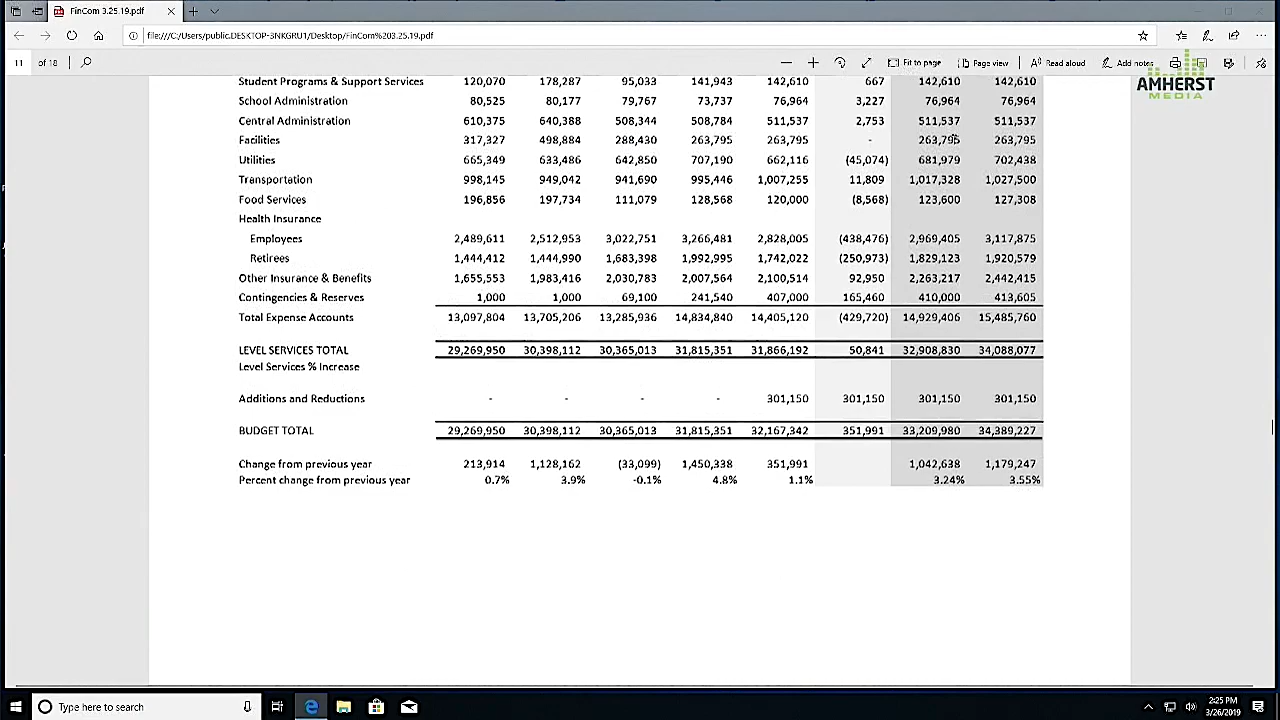 FinCom 3.25.19.pdf
file:///C:/Users/public.DESKTOP-3NKGRU1/Desktop/FinCom%203.25.19.pdf
11 of 18 Fit to page Page view Read aloud Add notes
AMHERST
MEDIA
Student Programs & Support Services 120,070 178,287 95,033 141,943 142,610 667 142,610 142,610
School Administration 80,525 80,177 79,767 73,737 76,964 3,227 76,964 76,964
Central Administration 610,375 640,388 508,344 508,784 511,537 2,753 511,537 511,537
Facilities 317,327 498,884 288,430 263,795 263,795 - 263,795 263,795
Utilities 665,349 633,486 642,850 707,190 662,116 (45,074) 681,979 702,438
Transportation 998,145 949,042 941,690 995,446 1,007,255 11,809 1,017,328 1,027,500
Food Services 196,856 197,734 111,079 128,568 120,000 (8,568) 123,600 127,308
Health Insurance
Employees 2,489,611 2,512,953 3,022,751 3,266,481 2,828,005 (438,476) 2,969,405 3,117,875
Retirees 1,444,412 1,444,990 1,683,398 1,992,995 1,742,022 (250,973) 1,829,123 1,920,579
Other Insurance & Benefits 1,655,553 1,983,416 2,030,783 2,007,564 2,100,514 92,950 2,263,217 2,442,415
Contingencies & Reserves 1,000 1,000 69,100 241,540 407,000 165,460 410,000 413,605
Total Expense Accounts 13,097,804 13,705,206 13,285,936 14,834,840 14,405,120 (429,720) 14,929,406 15,485,760
LEVEL SERVICES TOTAL 29,269,950 30,398,112 30,365,013 31,815,351 31,866,192 50,841 32,908,830 34,088,077
Level Services % Increase
Additions and Reductions - - - - 301,150 301,150 301,150 301,150
BUDGET TOTAL 29,269,950 30,398,112 30,365,013 31,815,351 32,167,342 351,991 33,209,980 34,389,227
Change from previous year 213,914 1,128,162 (33,099) 1,450,338 351,991 1,042,638 1,179,247
Percent change from previous year 0.7% 3.9% -0.1% 4.8% 1.1% 3.24% 3.55%
Type here to search
2:25 PM
3/26/2019